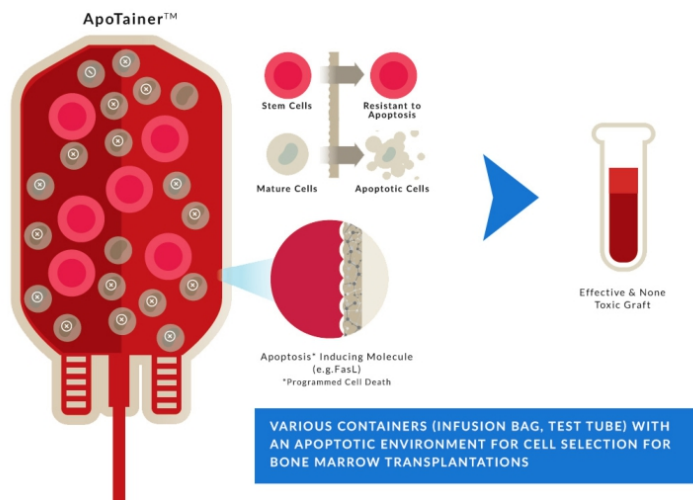 ApoTainer™
Stem Cells
Resistant to
Apoptosis
Mature Cells
Apoptotic Cells
Apoptosis* Inducing Molecule
(e.g.FasL)
*Programmed Cell Death
Effective & None
Toxic Graft
VARIOUS CONTAINERS (INFUSION BAG, TEST TUBE) WITH
AN APOPTOTIC ENVIRONMENT FOR CELL SELECTION FOR
BONE MARROW TRANSPLANTATIONS